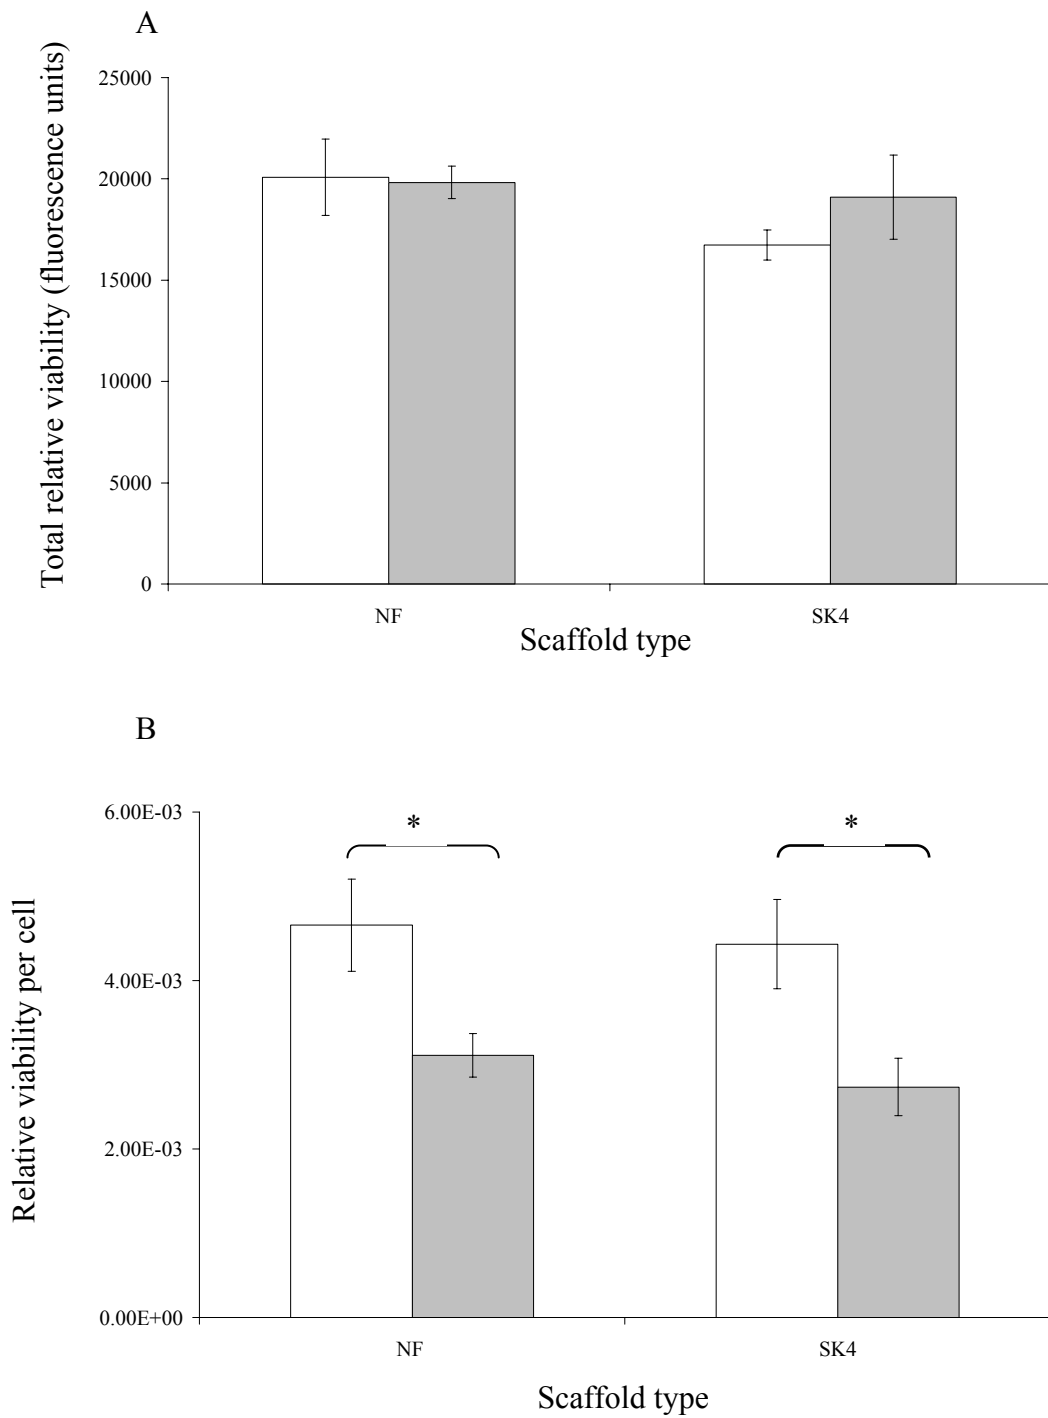 A
Total relative viability (fluorescence units)
25000
20000
15000
10000
5000
0
NF
SK4
Scaffold type
B
Relative viability per cell
6.00E-03
4.00E-03
2.00E-03
0.00E+00
*
*
NF
SK4
Scaffold type